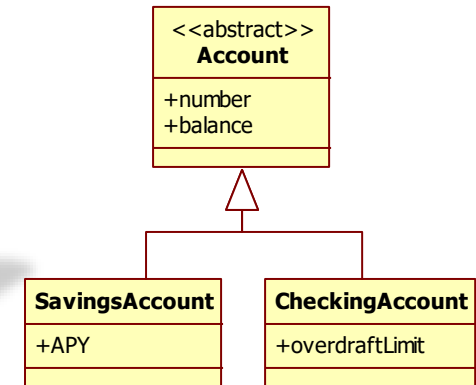 <<abstract>>
Account
+number
+balance
SavingsAccount
+APY
CheckingAccount
+overdraftLimit